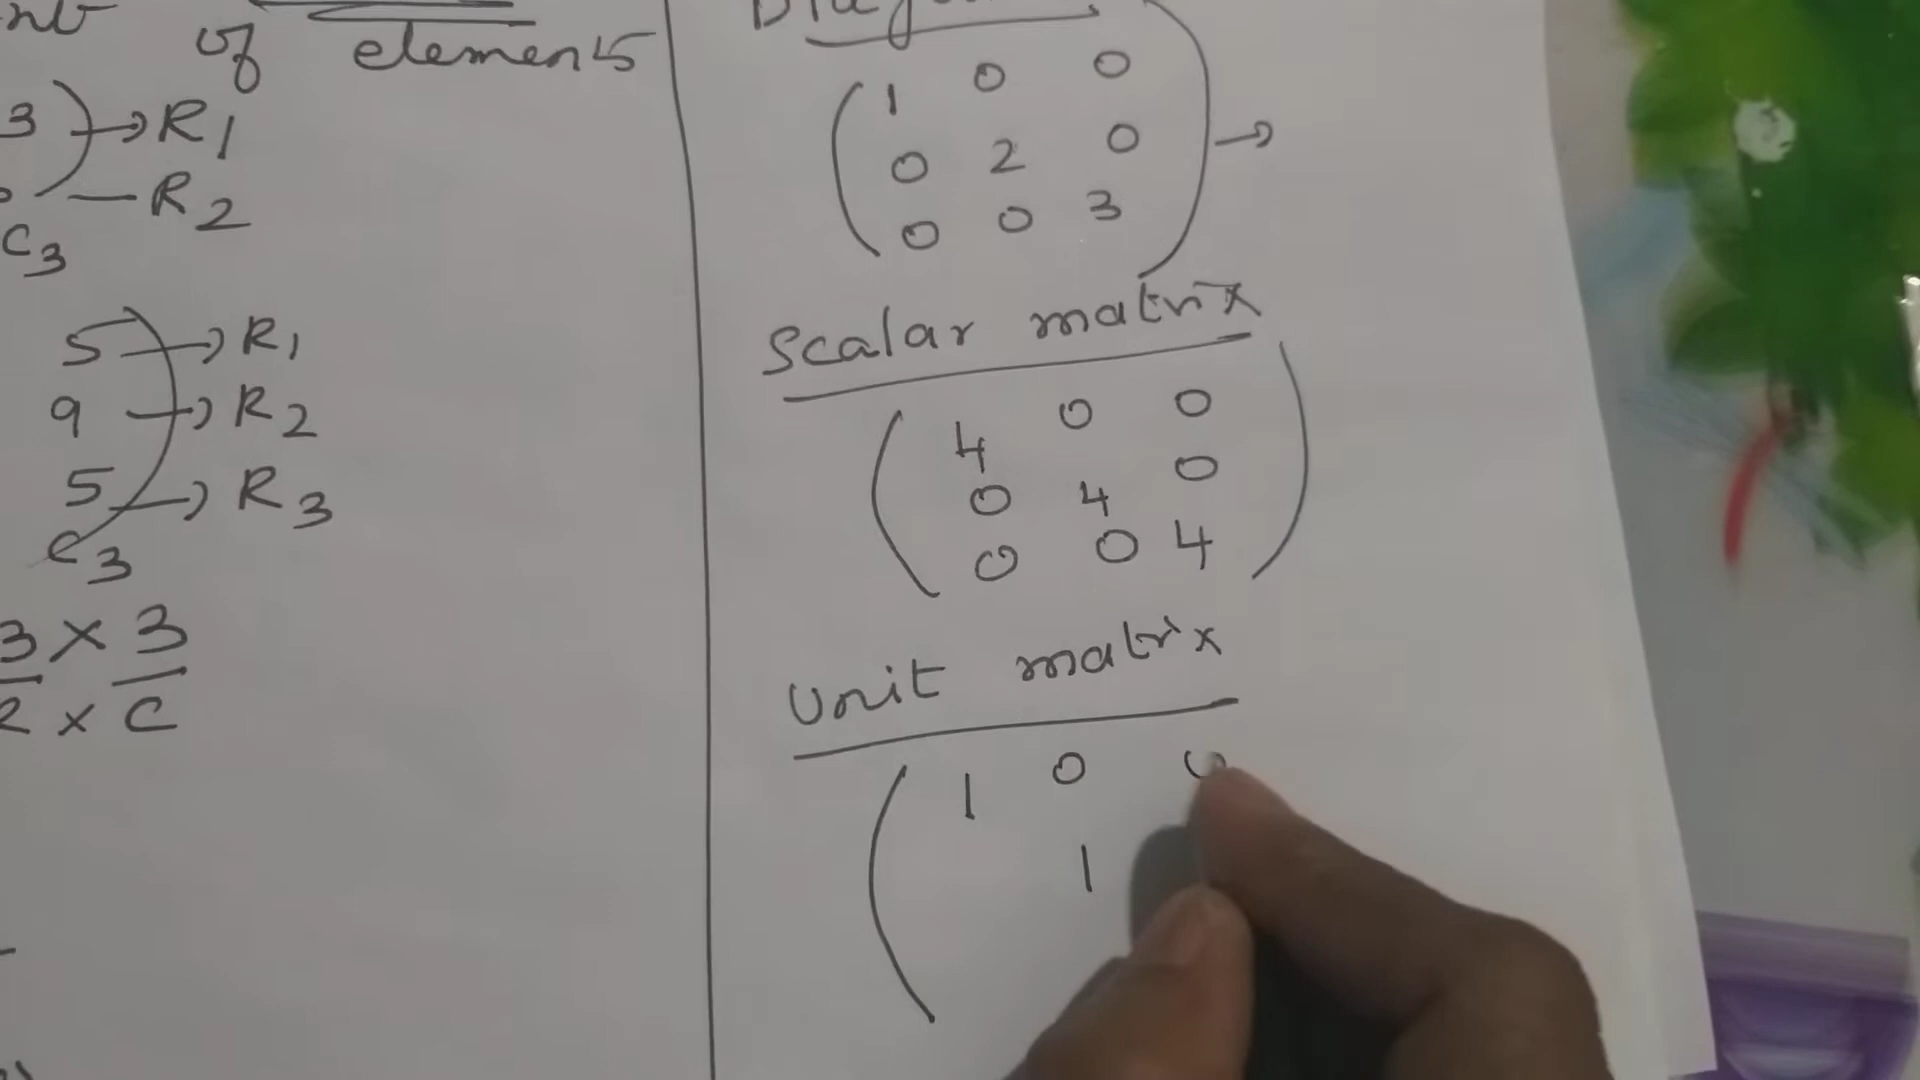 of elements
3 → R1
— R2
C3
5 → R1
9 → R2
5 → R3
C3
3 × 3
R × C
1 0 0 →
0 2 0
0 0 3
Scalar matrix
4 0 0
0 4 0
0 0 4
Unit matrix
1 0 0
1